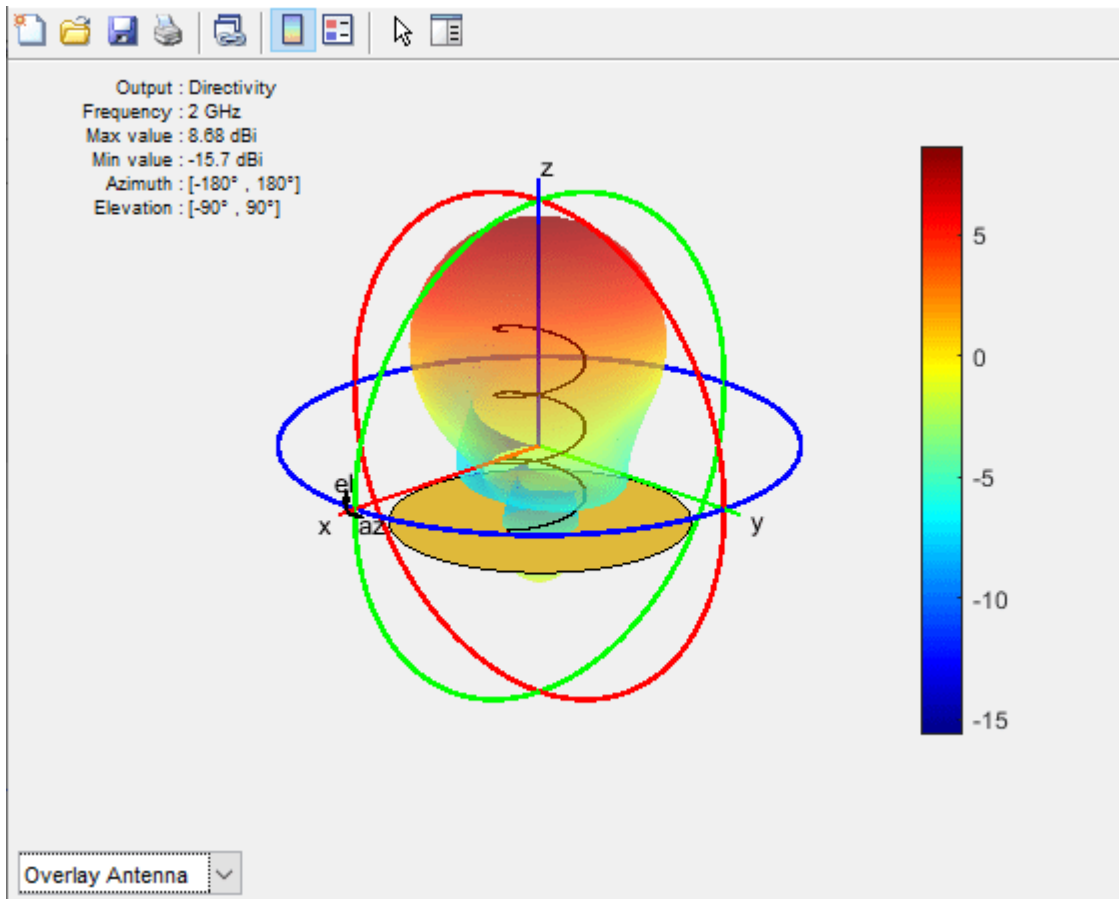 Output : Directivity
Frequency : 2 GHz
Max value : 8.68 dBi
Min value : -15.7 dBi
Azimuth : [-180° , 180°]
Elevation : [-90° , 90°]
z
5
0
-5
el
x
az
y
-10
-15
Overlay Antenna